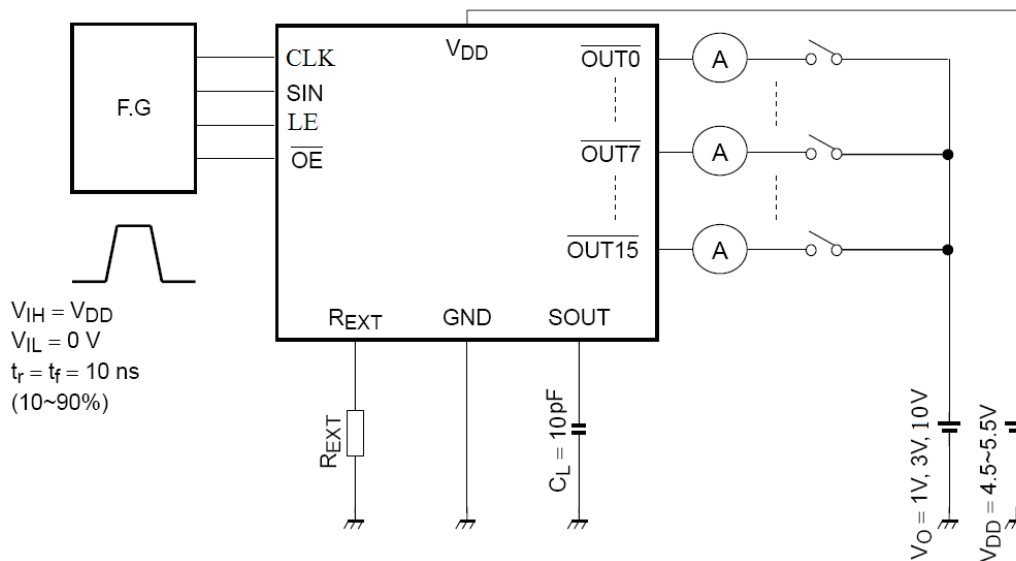 F.G
CLK
SIN
LE
OE
VDD
OUT0
OUT7
OUT15
A
A
A
REXT
GND
SOUT
VIH = VDD
VIL = 0 V
tr = tf = 10 ns
(10~90%)
REXT
CL = 10pF
VO = 1V, 3V, 10V
VDD = 4.5~5.5V